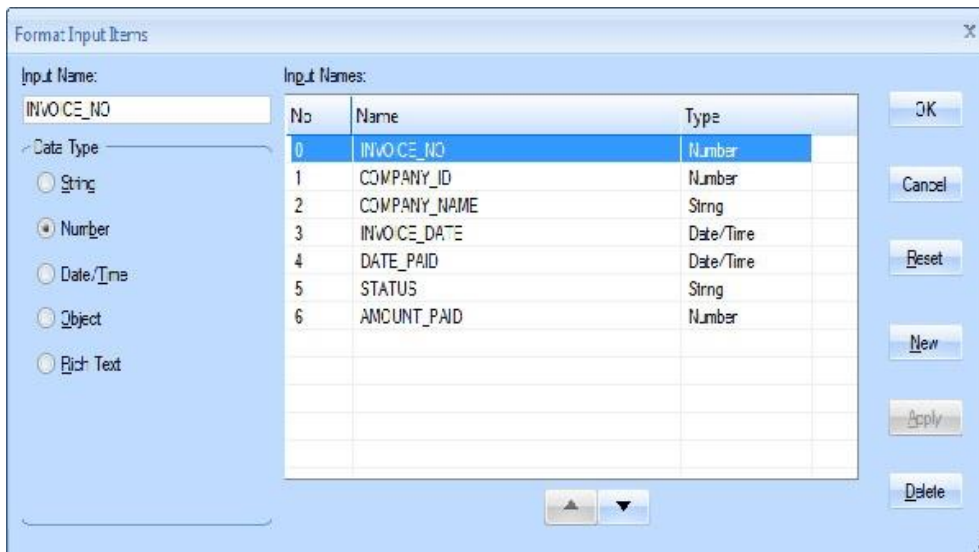 Format Input Items
Input Name:
INVOICE_NO
Data Type
String
Number
Date/Time
Object
Rich Text
Input Names:
No Name Type
0 INVOICE_NO Number
1 COMPANY_ID Number
2 COMPANY_NAME String
3 INVOICE_DATE Date/Time
4 DATE_PAID Date/Time
5 STATUS String
6 AMOUNT_PAID Number
OK
Cancel
Reset
New
Apply
Delete